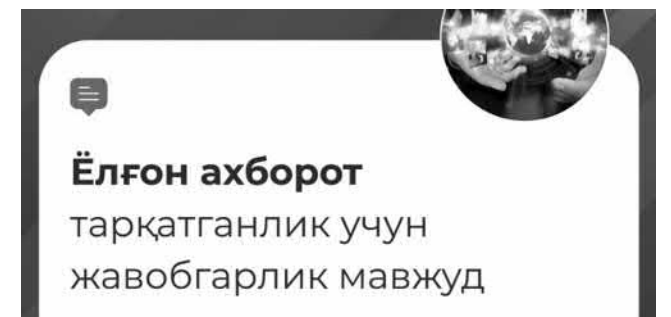 Ёлғон ахборот
тарқатганлик учун
жавобгарлик мавжуд